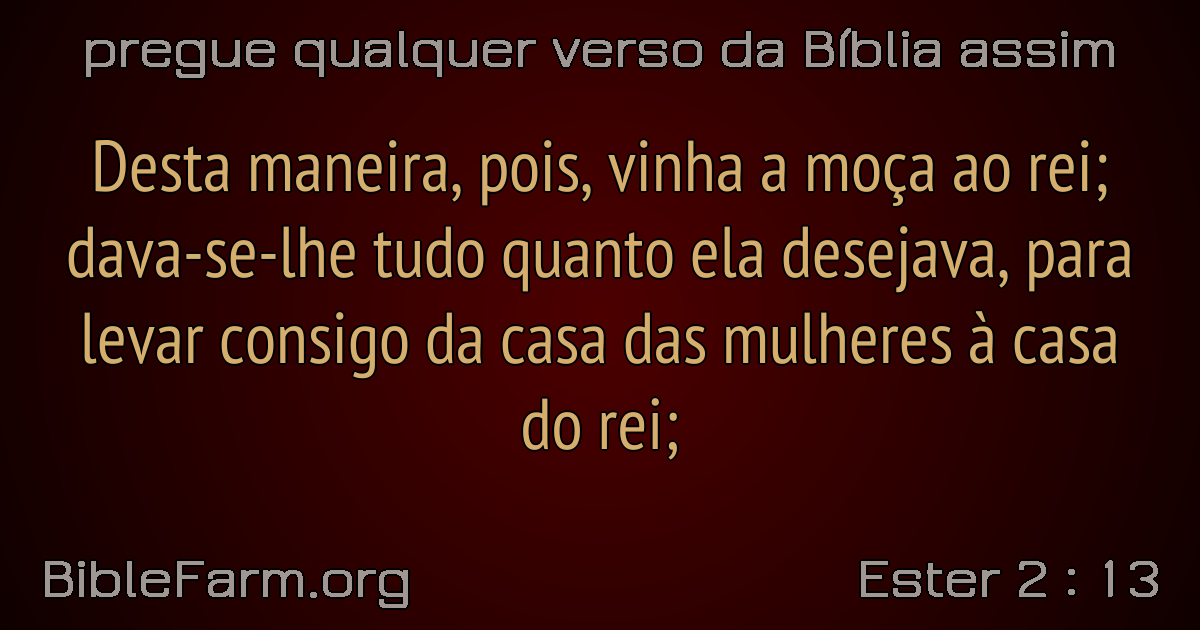 pregue qualquer verso da Bíblia assim
Desta maneira, pois, vinha a moça ao rei;
dava-se-lhe tudo quanto ela desejava, para
levar consigo da casa das mulheres à casa
do rei;
BibleFarm.org
Ester 2 : 13